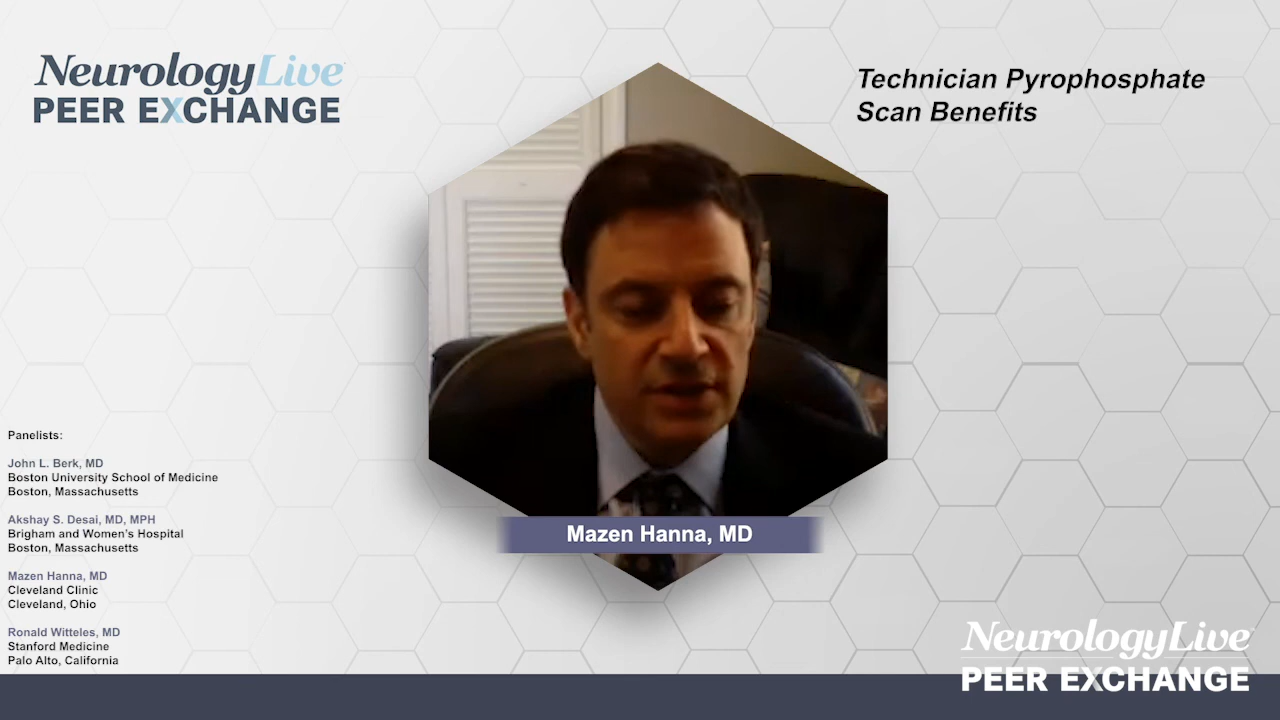 NeurologyLive
PEER EXCHANGE
Technician Pyrophosphate
Scan Benefits
Mazen Hanna, MD
Panelists:
John L. Berk, MD
Boston University School of Medicine
Boston, Massachusetts
Akshay S. Desai, MD, MPH
Brigham and Women's Hospital
Boston, Massachusetts
Mazen Hanna, MD
Cleveland Clinic
Cleveland, Ohio
Ronald Witteles, MD
Stanford Medicine
Palo Alto, California
NeurologyLive
PEER EXCHANGE